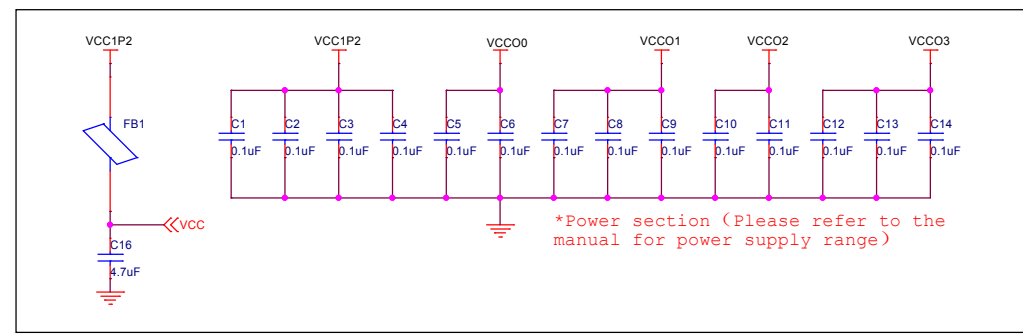 VCC1P2
VCC1P2
VCCO0
VCCO1
VCCO2
VCCO3
FB1
C1
C2
C3
C4
C5
C6
C7
C8
C9
C10
C11
C12
C13
C14
0.1uF
0.1uF
0.1uF
0.1uF
0.1uF
0.1uF
0.1uF
0.1uF
0.1uF
0.1uF
0.1uF
0.1uF
0.1uF
0.1uF
VCC
*Power section (Please refer to the
manual for power supply range)
C16
4.7uF